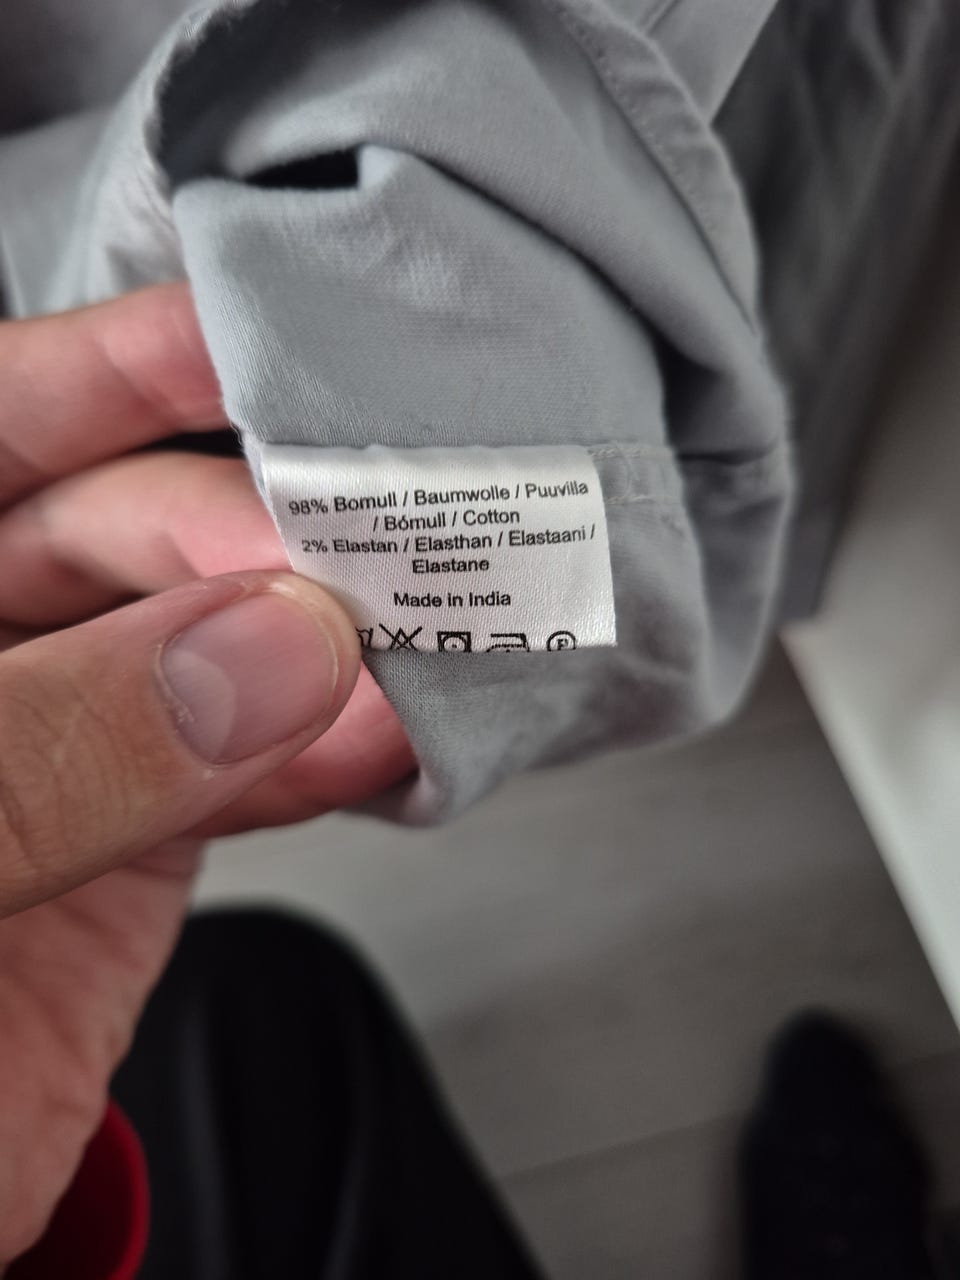 98% Bomull / Baumwolle / Puuvilla
/ Bómull / Cotton
2% Elastan / Elasthan / Elastaani /
Elastane
Made in India
P